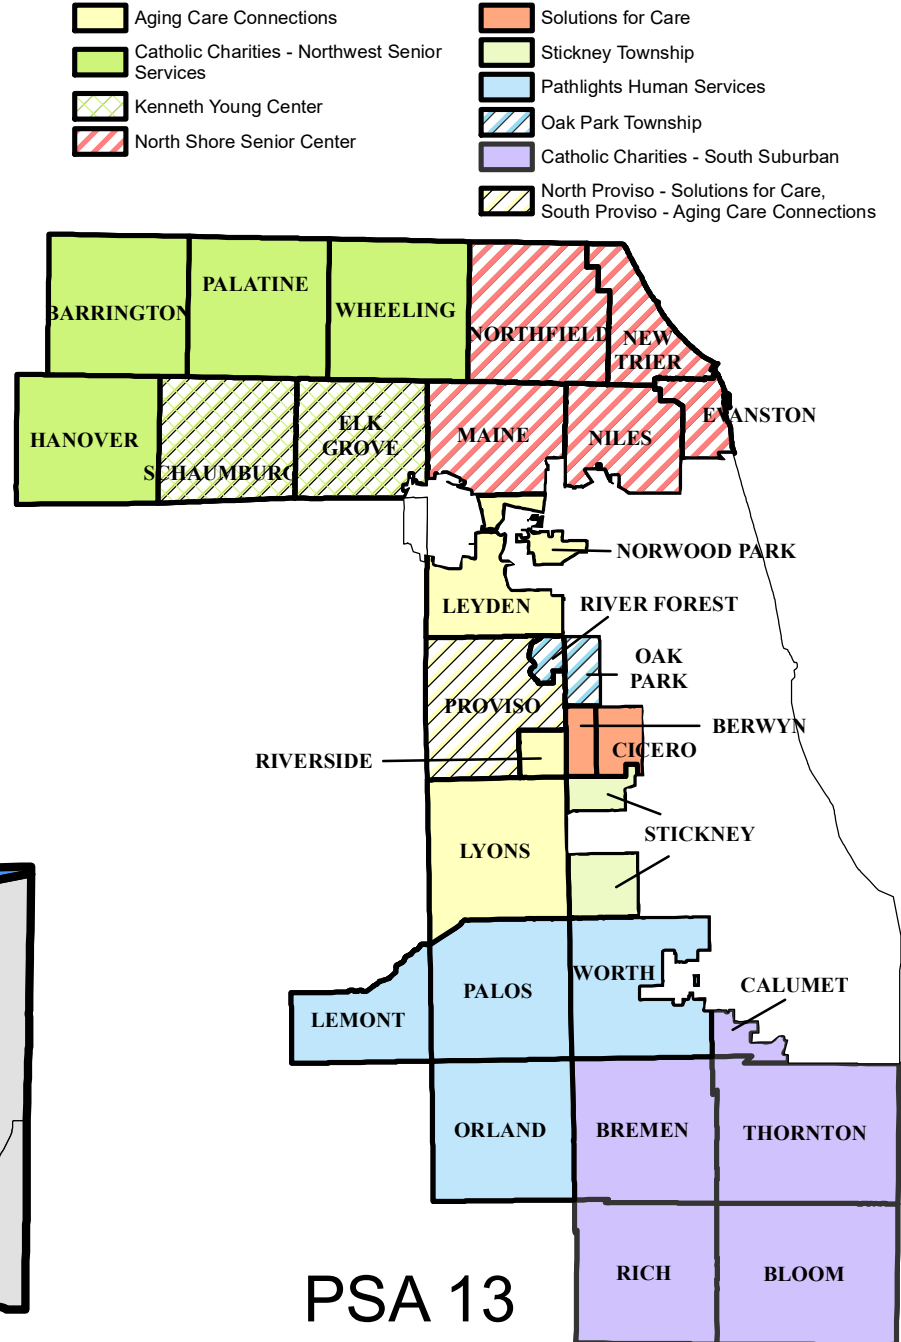 Aging Care Connections
Catholic Charities - Northwest Senior
Services
Kenneth Young Center
North Shore Senior Center
Solutions for Care
Stickney Township
Pathlights Human Services
Oak Park Township
Catholic Charities - South Suburban
North Proviso - Solutions for Care,
South Proviso - Aging Care Connections
BARRINGTON
PALATINE
WHEELING
NORTHFIELD
NEW
TRIER
HANOVER
SCHAUMBURG
ELK
GROVE
MAINE
NILES
EVANSTON
NORWOOD PARK
LEYDEN
RIVER FOREST
OAK
PARK
PROVISO
BERWYN
CICERO
RIVERSIDE
STICKNEY
LYONS
WORTH
PALOS
CALUMET
LEMONT
ORLAND
BREMEN
THORNTON
RICH
BLOOM
PSA 13